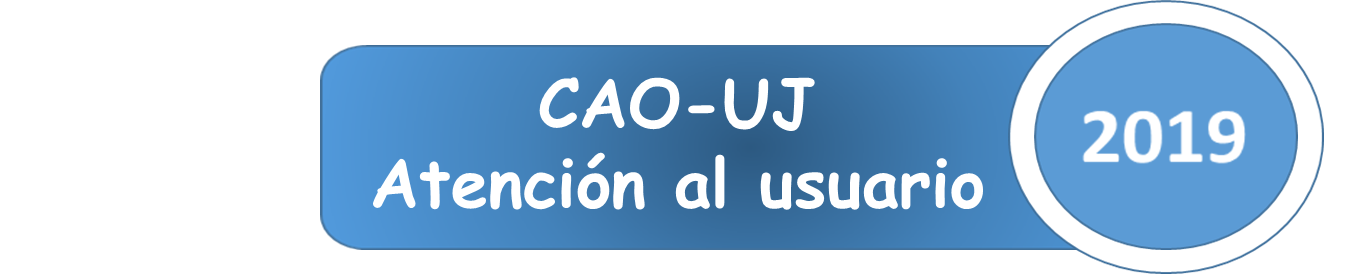 CAO-UJ
Atención al usuario
2019